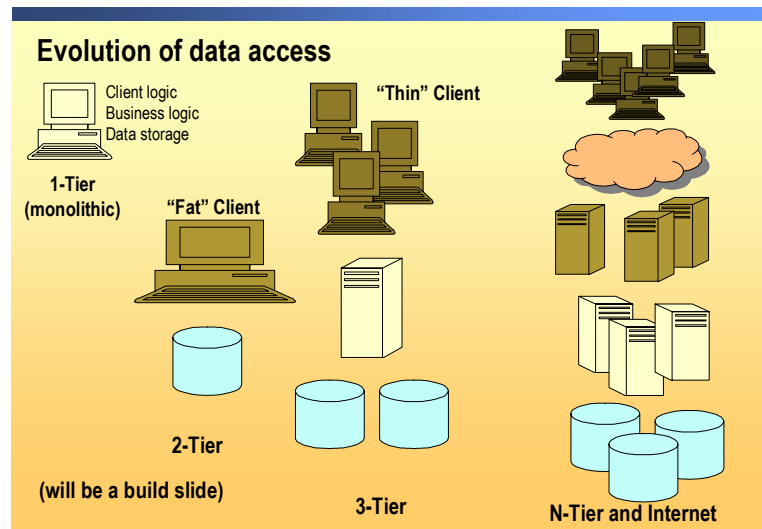 Evolution of data access
Client logic
Business logic
Data storage
1-Tier
(monolithic)
“Fat” Client
2-Tier
(will be a build slide)
“Thin” Client
3-Tier
N-Tier and Internet